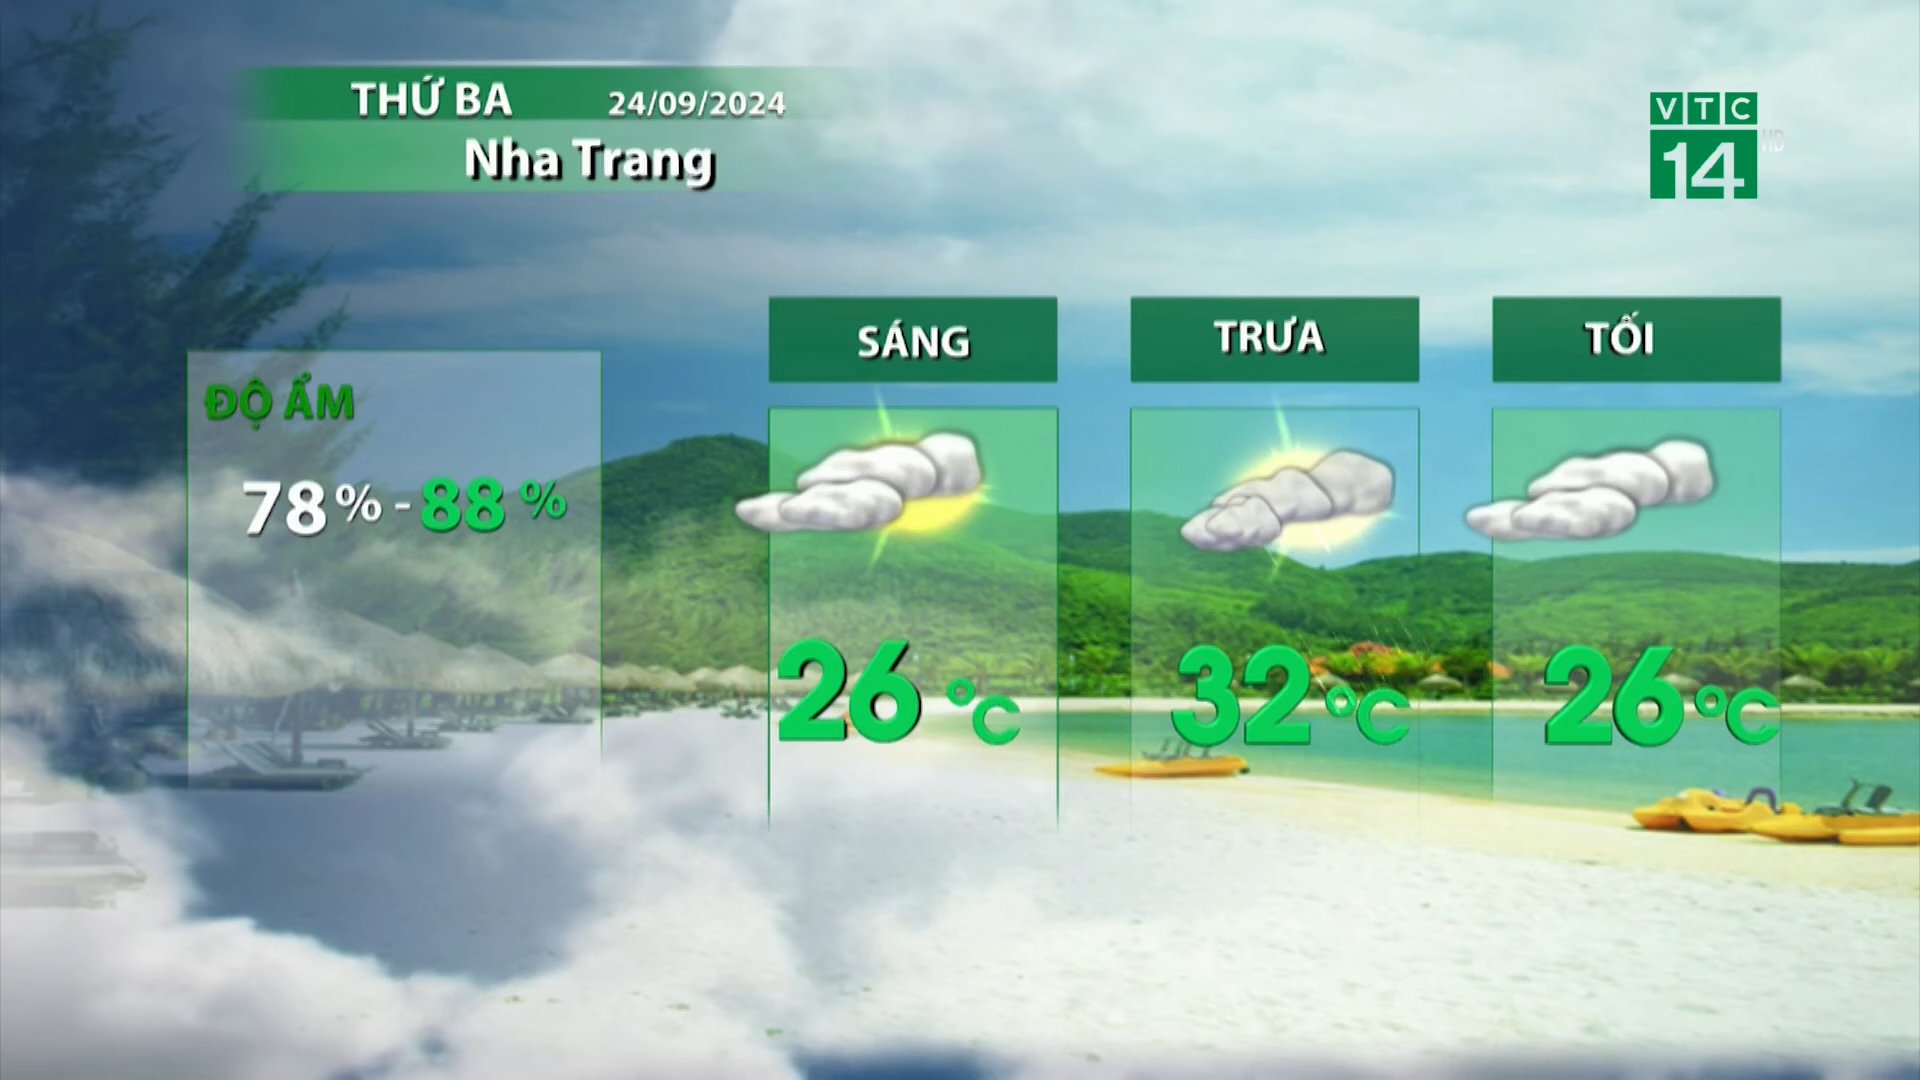 THỨ BA 24/09/2024
Nha Trang
VTC
14 HD
SÁNG TRƯA TỐI
ĐỘ ẨM
78% - 88%
26°C 32°C 26°C